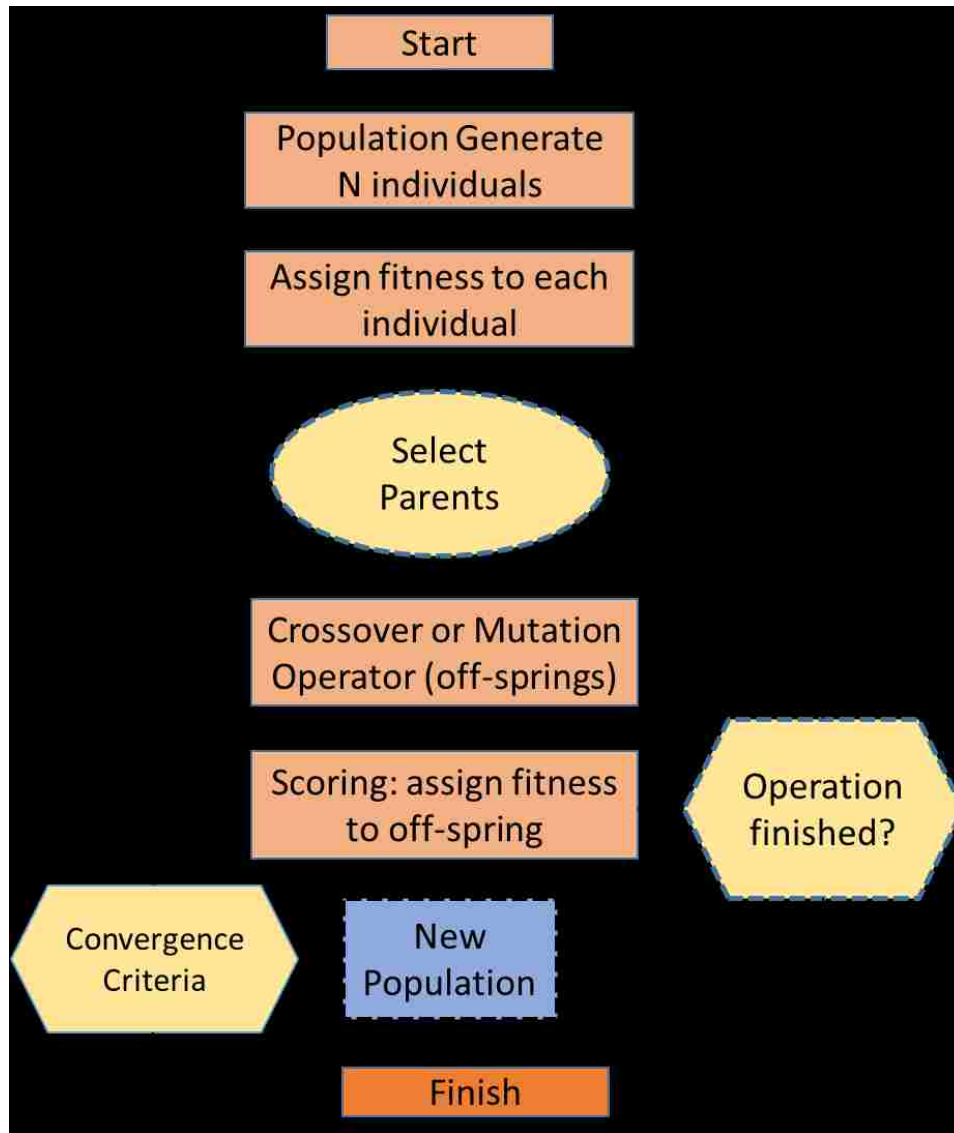 Start
Population Generate
N individuals
Assign fitness to each
individual
Select
Parents
Crossover or Mutation
Operator (off-springs)
Scoring: assign fitness
to off-spring
Operation
finished?
New
Population
Convergence
Criteria
Finish